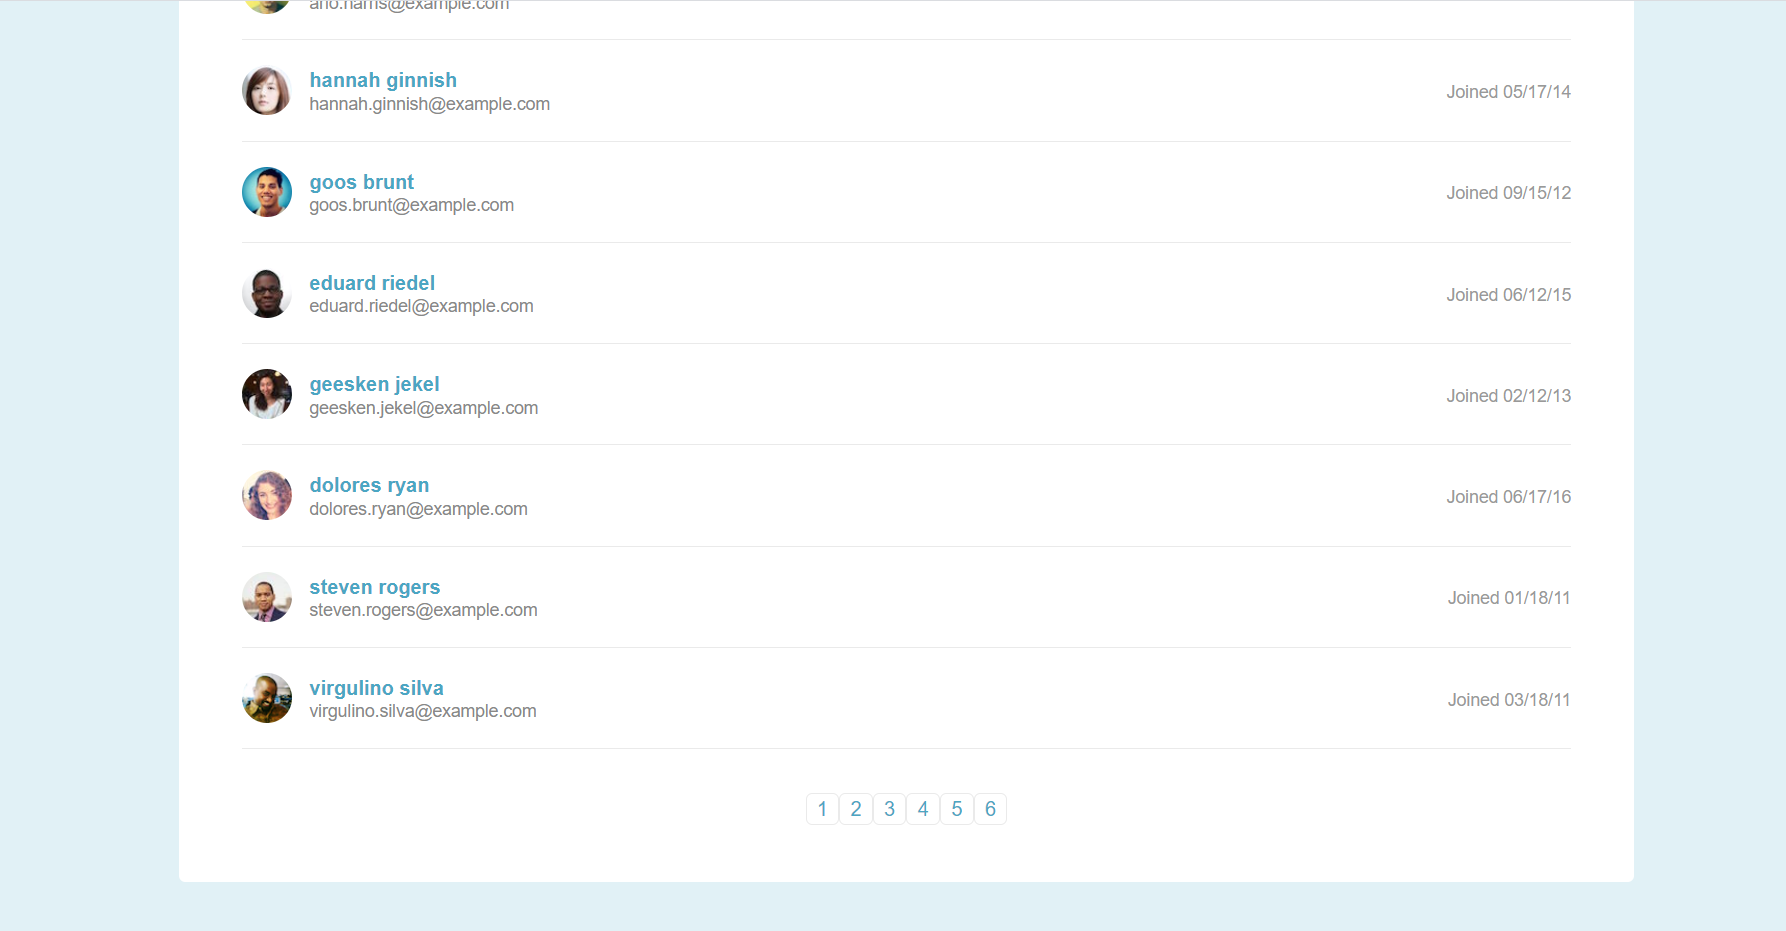 hannah ginnish
hannah.ginnish@example.com
Joined 05/17/14
goos brunt
goos.brunt@example.com
Joined 09/15/12
eduard riedel
eduard.riedel@example.com
Joined 06/12/15
geesken jekel
geesken.jekel@example.com
Joined 02/12/13
dolores ryan
dolores.ryan@example.com
Joined 06/17/16
steven rogers
steven.rogers@example.com
Joined 01/18/11
virgulino silva
virgulino.silva@example.com
Joined 03/18/11
1 2 3 4 5 6